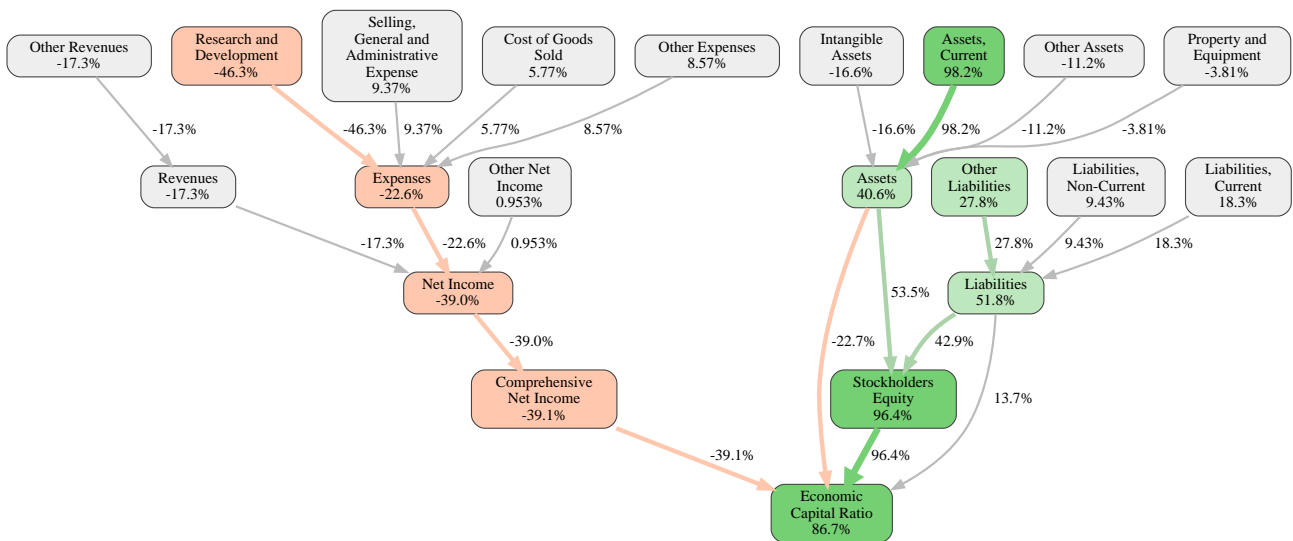 Other Revenues
-17.3%
Research and
Development
-46.3%
Selling,
General and
Administrative
Expense
9.37%
Cost of Goods
Sold
5.77%
Other Expenses
8.57%
Intangible
Assets
-16.6%
Assets,
Current
98.2%
Other Assets
-11.2%
Property and
Equipment
-3.81%
-17.3%
-46.3%
9.37%
5.77%
8.57%
-16.6%
98.2%
-11.2%
-3.81%
Revenues
-17.3%
Expenses
-22.6%
Other Net
Income
0.953%
Assets
40.6%
Other
Liabilities
27.8%
Liabilities,
Non-Current
9.43%
Liabilities,
Current
18.3%
-17.3%
-22.6%
0.953%
27.8%
9.43%
18.3%
Net Income
-39.0%
53.5%
Liabilities
51.8%
-39.0%
-22.7%
42.9%
Comprehensive
Net Income
-39.1%
Stockholders
Equity
96.4%
13.7%
-39.1%
96.4%
Economic
Capital Ratio
86.7%